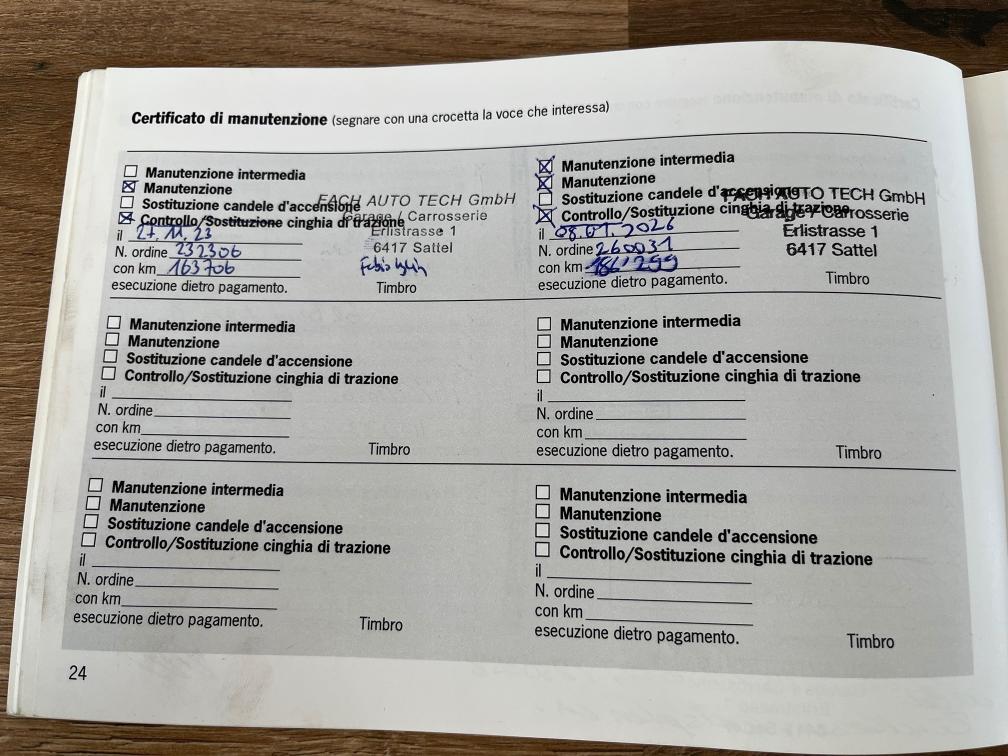 Certificato di manutenzione (segnare con una crocetta la voce che interessa)
Manutenzione intermedia
Manutenzione
Sostituzione candele d'accensione
Controllo/Sostituzione cinghia di trazione
il 27.11.23
N. ordine 232306
con km 163706
esecuzione dietro pagamento.
FACH AUTO TECH GmbH
Garage / Carrosserie
Erlistrasse 1
6417 Sattel
Timbro
Manutenzione intermedia
Manutenzione
Sostituzione candele d'accensione
Controllo/Sostituzione cinghia di trazione
il 08.01.2026
N. ordine 260031
con km 186'299
esecuzione dietro pagamento.
FACH AUTO TECH GmbH
Garage / Carrosserie
Erlistrasse 1
6417 Sattel
Timbro
Manutenzione intermedia
Manutenzione
Sostituzione candele d'accensione
Controllo/Sostituzione cinghia di trazione
il
N. ordine
con km
esecuzione dietro pagamento.
Timbro
Manutenzione intermedia
Manutenzione
Sostituzione candele d'accensione
Controllo/Sostituzione cinghia di trazione
il
N. ordine
con km
esecuzione dietro pagamento.
Timbro
Manutenzione intermedia
Manutenzione
Sostituzione candele d'accensione
Controllo/Sostituzione cinghia di trazione
il
N. ordine
con km
esecuzione dietro pagamento.
Timbro
Manutenzione intermedia
Manutenzione
Sostituzione candele d'accensione
Controllo/Sostituzione cinghia di trazione
il
N. ordine
con km
esecuzione dietro pagamento.
Timbro
24